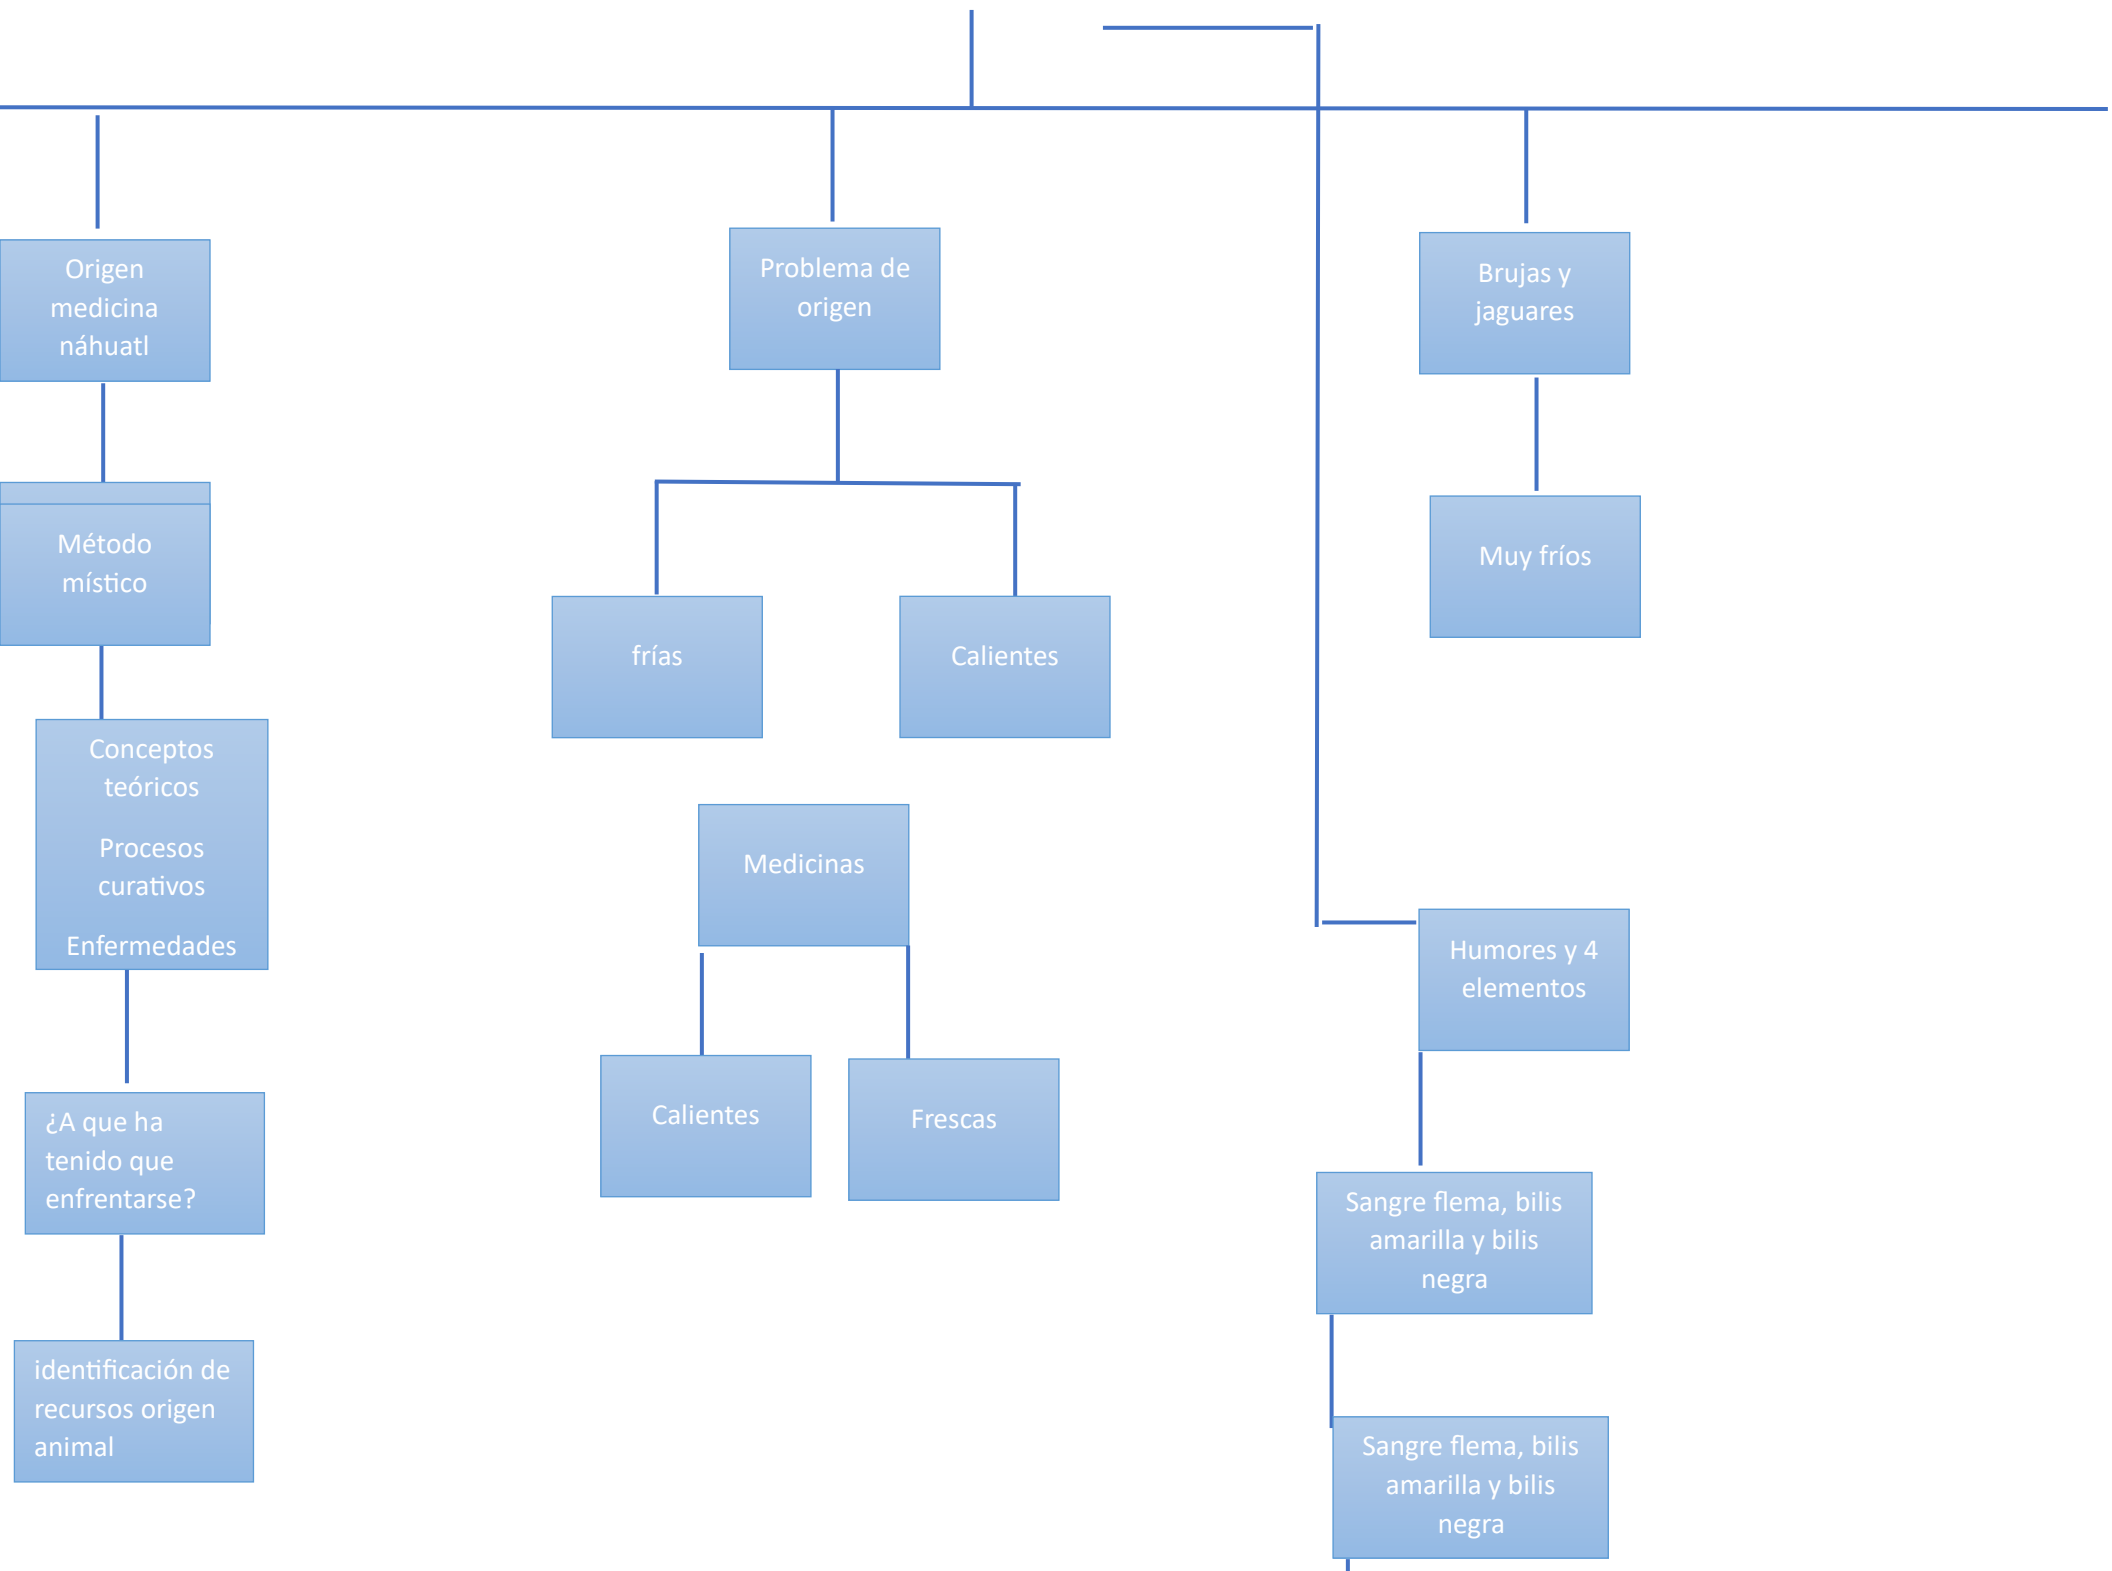 Origen
medicina
náhuatl
Método
místico
Conceptos
teóricos
Procesos
curativos
Enfermedades
¿A que ha
tenido que
enfrentarse?
identificación de
recursos origen
animal
Problema de
origen
frías
Calientes
Medicinas
Calientes
Frescas
Brujas y
jaguares
Muy fríos
Humores y 4
elementos
Sangre flema, bilis
amarilla y bilis
negra
Sangre flema, bilis
amarilla y bilis
negra